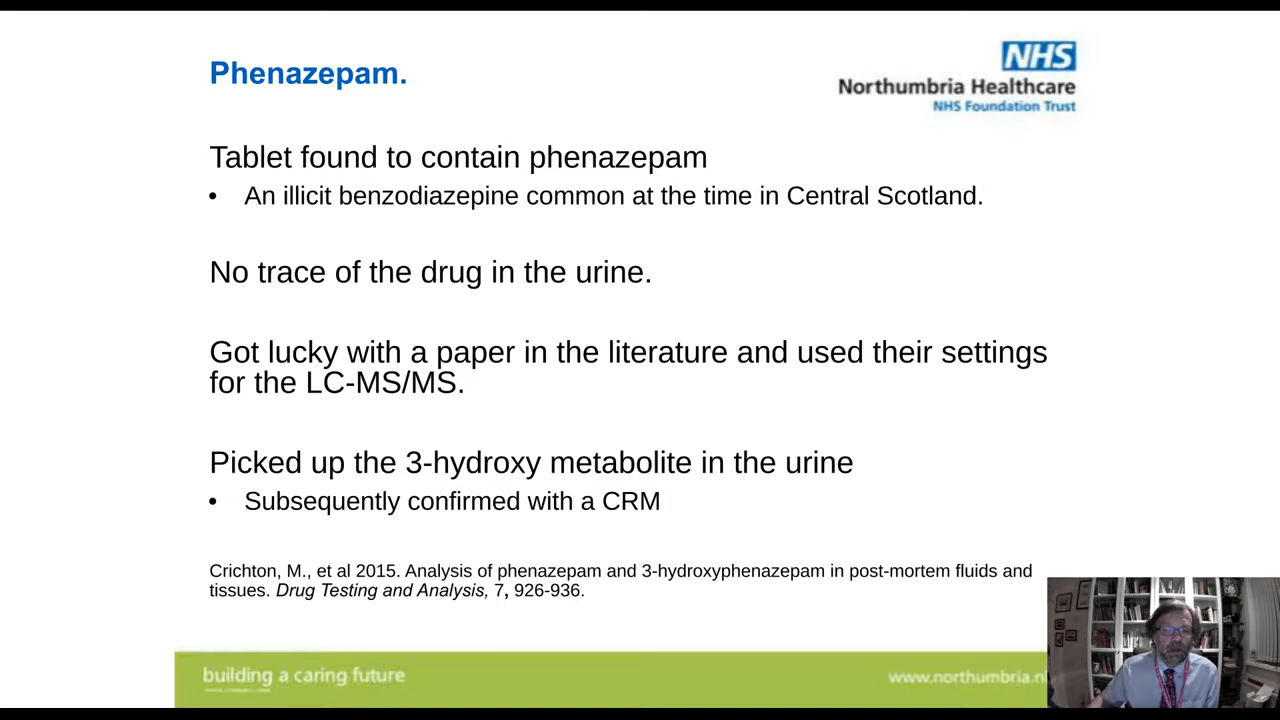 Phenazepam.
NHS
Northumbria Healthcare
NHS Foundation Trust
Tablet found to contain phenazepam
• An illicit benzodiazepine common at the time in Central Scotland.
No trace of the drug in the urine.
Got lucky with a paper in the literature and used their settings
for the LC-MS/MS.
Picked up the 3-hydroxy metabolite in the urine
• Subsequently confirmed with a CRM
Crichton, M., et al 2015. Analysis of phenazepam and 3-hydroxyphenazepam in post-mortem fluids and
tissues. Drug Testing and Analysis, 7, 926-936.
building a caring future
www.northumbria.n